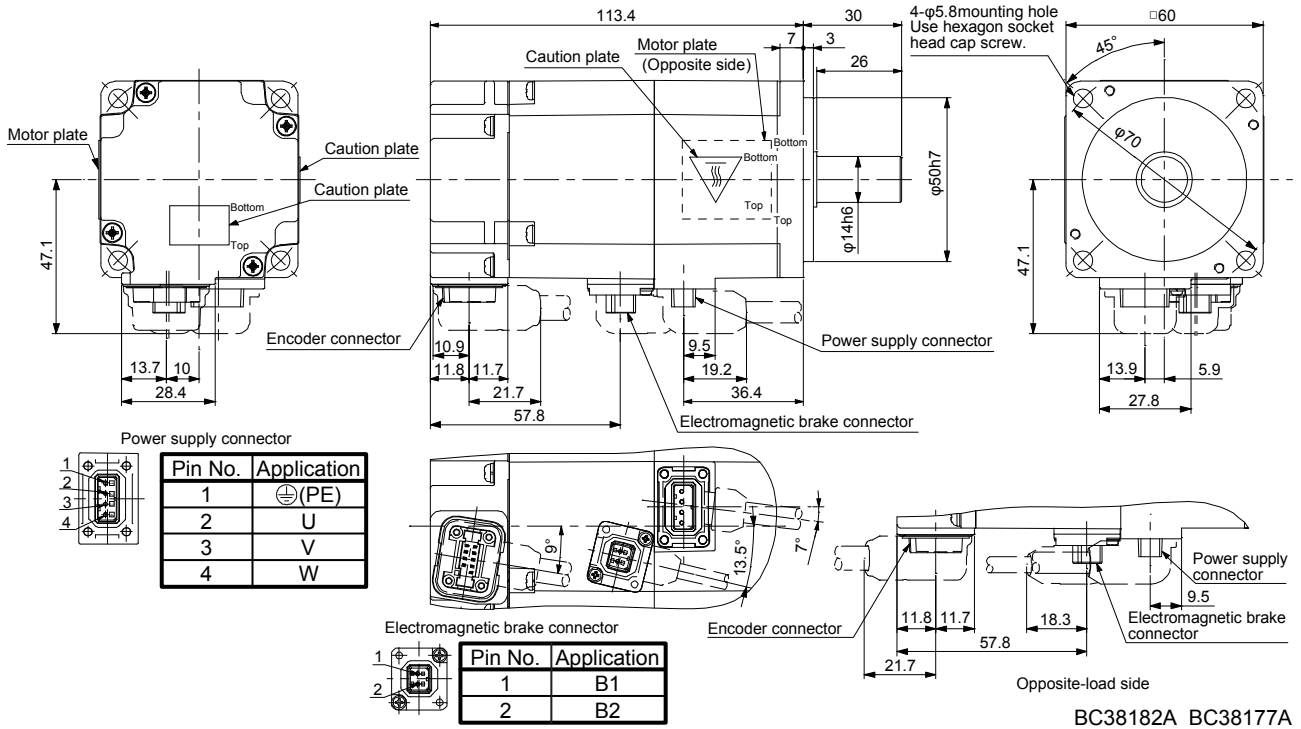 113.4
30
7
3
26
Caution plate
Motor plate
(Opposite side)
4-φ5.8mounting hole
Use hexagon socket
head cap screw.
□60
45°
Motor plate
Caution plate
Caution plate
Bottom
Top
47.1
Bottom
Bottom
Top
Top
φ14h6
φ50h7
φ70
47.1
Encoder connector
Power supply connector
Electromagnetic brake connector
13.7
10
28.4
10.9
11.8
11.7
21.7
57.8
9.5
19.2
36.4
13.9
5.9
27.8
Power supply connector
1
2
3
4
Pin No. Application
1 (PE)
2 U
3 V
4 W
9°
13.5°
7°
Electromagnetic brake connector
1
2
Pin No. Application
1 B1
2 B2
Encoder connector
Power supply
connector
9.5
Electromagnetic brake
connector
11.8
11.7
18.3
57.8
21.7
Opposite-load side
BC38182A BC38177A